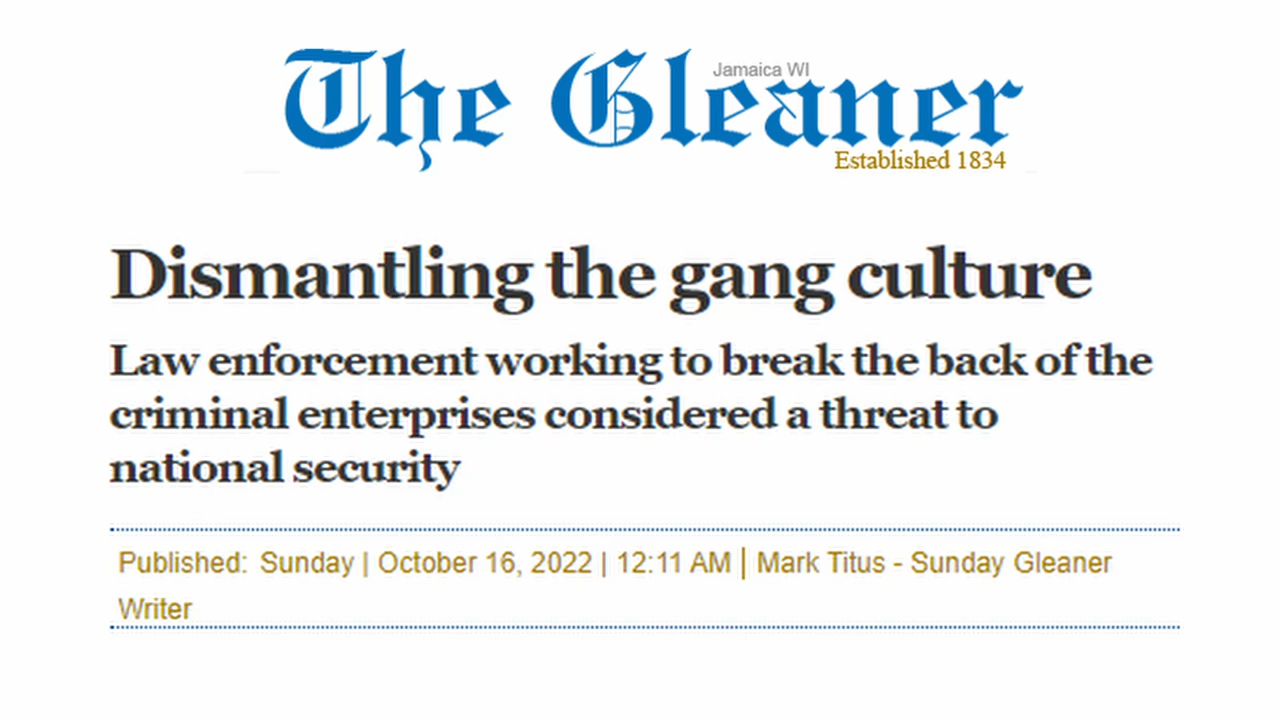 The Gleaner
Jamaica WI
Established 1834
Dismantling the gang culture
Law enforcement working to break the back of the
criminal enterprises considered a threat to
national security
Published: Sunday | October 16, 2022 | 12:11 AM | Mark Titus - Sunday Gleaner
Writer